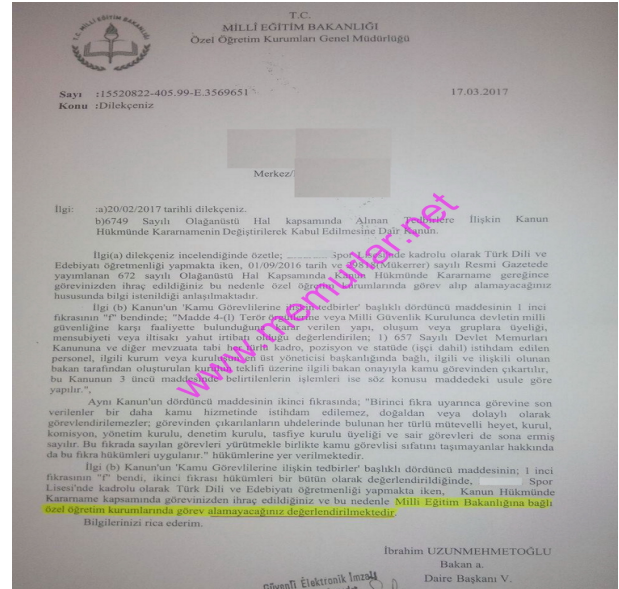 T.C.
MİLLÎ EĞİTİM BAKANLIĞI
Özel Öğretim Kurumları Genel Müdürlüğü
Sayı :15520822-405.99-E.3569651 17.03.2017
Konu :Dilekçeniz
Merkez/
İlgi: :a)20/02/2017 tarihli dilekçeniz.
b)6749 Sayılı Olağanüstü Hal kapsamında Alınan Tedbirlere İlişkin Kanun
Hükmünde Kararnamenin Değiştirilerek Kabul Edilmesine Dair Kanun.
İlgi(a) dilekçeniz incelendiğinde özetle; Spor Lisesinde kadrolu olarak Türk Dili ve
Edebiyatı öğretmenliği yapmakta iken, 01/09/2016 tarih ve (Mükerrer) sayılı Resmi Gazetede
yayımlanan 672 sayılı Olağanüstü Hal Kapsamında Kanun Hükmünde Kararname gereğince
görevinizden ihraç edildiğiniz bu nedenle özel öğretim kurumlarında görev alıp alamayacağınız
hususunda bilgi istenildiği anlaşılmaktadır.
İlgi (b) Kanun'un 'Kamu Görevlilerine ilişkin tedbirler' başlıklı dördüncü maddesinin 1 inci
fıkrasının "f" bendinde; "Madde 4-(l) Terör örgütlerine veya Milli Güvenlik Kurulunca devletin milli
güvenliğine karşı faaliyette bulunduğuna karar verilen yapı, oluşum veya gruplara üyeliği,
mensubiyeti veya iltisakı yahut irtibatı olduğu değerlendirilen; 1) 657 Sayılı Devlet Memurları
Kanununa ve diğer mevzuata tabi her türlü kadro, pozisyon ve statüde (işçi dahil) istihdam edilen
personel, ilgili kurum veya kuruluşun en üst yöneticisi başkanlığında bağlı, ilgili ve ilişkili olunan
bakan tarafından oluşturulan kurulun teklifi üzerine ilgili bakan onayıyla kamu görevinden çıkartılır,
bu Kanunun 3 üncü maddesinde belirtilenlerin işlemleri ise söz konusu maddedeki usule göre
yapılır.",
Aynı Kanun'un dördüncü maddesinin ikinci fıkrasında; "Birinci fıkra uyarınca görevine son
verilenler bir daha kamu hizmetinde istihdam edilemez, doğaldan veya dolaylı olarak
görevlendirilemezler; görevinden çıkarılanların uhdelerinde bulunan her türlü mütevelli heyet, kurul,
komisyon, yönetim kurulu, denetim kurulu, tasfiye kurulu üyeliği ve sair görevleri de sona ermiş
sayılır. Bu fıkrada sayılan görevleri yürütmekle birlikte kamu görevlisi sıfatını taşımayanlar hakkında
da bu fıkra hükümleri uygulanır." hükümlerine yer verilmektedir.
İlgi (b) Kanun'un 'Kamu Görevlilerine ilişkin tedbirler' başlıklı dördüncü maddesinin; 1 inci
fıkrasının "f" bendi, ikinci fıkrası hükümleri bir bütün olarak değerlendirildiğinde, Spor
Lisesi'nde kadrolu olarak Türk Dili ve Edebiyatı öğretmenliği yapmakta iken, Kanun Hükmünde
Kararname kapsamında görevinizden ihraç edildiğiniz ve bu nedenle Milli Eğitim Bakanlığına bağlı
özel öğretim kurumlarında görev alamayacağınız değerlendirilmektedir.
Bilgilerinizi rica ederim.
İbrahim UZUNMEHMETOĞLU
Bakan a.
Daire Başkanı V.
Güvenli Elektronik İmzalı
www.memurlar.net